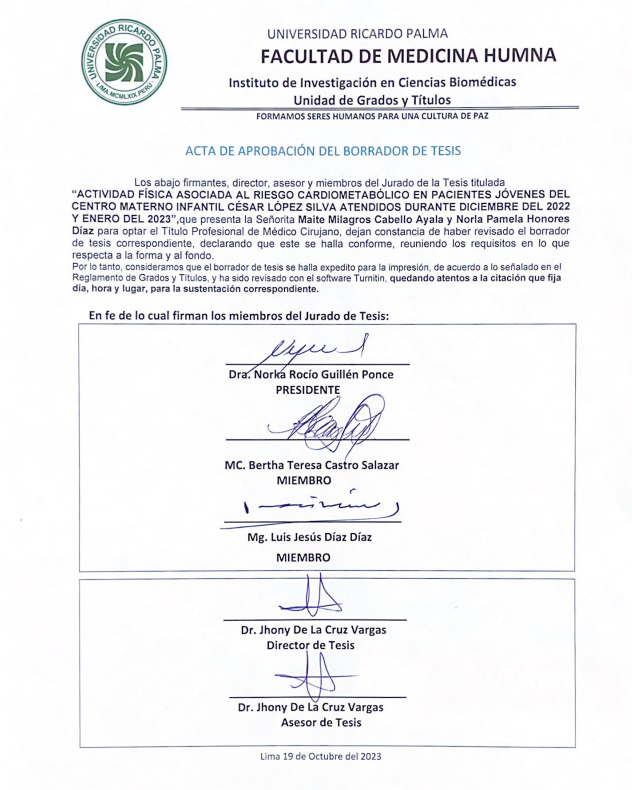 UNIVERSIDAD RICARDO PALMA
LIMA. MCMLXIX. PERU
UNIVERSIDAD RICARDO PALMA
FACULTAD DE MEDICINA HUMNA
Instituto de Investigación en Ciencias Biomédicas
Unidad de Grados y Títulos
FORMAMOS SERES HUMANOS PARA UNA CULTURA DE PAZ
ACTA DE APROBACIÓN DEL BORRADOR DE TESIS
Los abajo firmantes, director, asesor y miembros del Jurado de la Tesis titulada
“ACTIVIDAD FÍSICA ASOCIADA AL RIESGO CARDIOMETABÓLICO EN PACIENTES JÓVENES DEL
CENTRO MATERNO INFANTIL CÉSAR LÓPEZ SILVA ATENDIDOS DURANTE DICIEMBRE DEL 2022
Y ENERO DEL 2023”,que presenta la Señorita Maite Milagros Cabello Ayala y Norla Pamela Honores
Díaz para optar el Título Profesional de Médico Cirujano, dejan constancia de haber revisado el borrador
de tesis correspondiente, declarando que este se halla conforme, reuniendo los requisitos en lo que
respecta a la forma y al fondo.
Por lo tanto, consideramos que el borrador de tesis se halla expedito para la impresión, de acuerdo a lo señalado en el
Reglamento de Grados y Títulos, y ha sido revisado con el software Turnitin, quedando atentos a la citación que fija
día, hora y lugar, para la sustentación correspondiente.
En fe de lo cual firman los miembros del Jurado de Tesis:
Dra. Norka Rocío Guillén Ponce
PRESIDENTE
MC. Bertha Teresa Castro Salazar
MIEMBRO
Mg. Luis Jesús Díaz Díaz
MIEMBRO
Dr. Jhony De La Cruz Vargas
Director de Tesis
Dr. Jhony De La Cruz Vargas
Asesor de Tesis
Lima 19 de Octubre del 2023